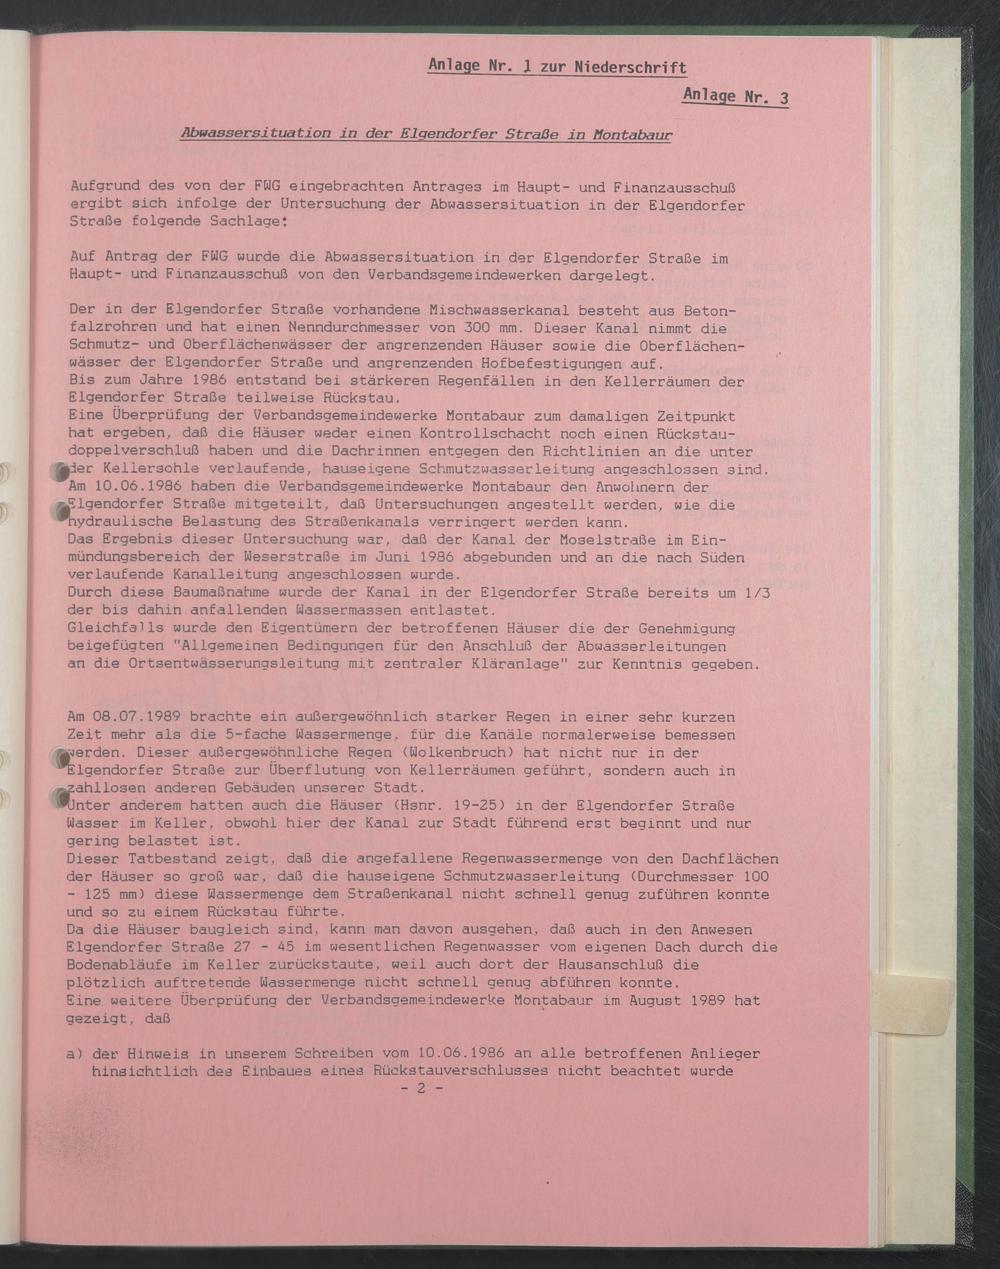 Anlage Nr. 1 zur Niederschrift
Anlage Nr. 3
Abwassersituation in der Elgendorfer Straße in Montabaur
Aufgrund des von der FWG eingebrachten Antrages im Haupt- und Finanzausschuß
ergibt sich infolge der Untersuchung der Abwassersituation in der Elgendorfer
Straße folgende Sachlage:
Auf Antrag der FWG wurde die Abwassersituation in der Elgendorfer Straße im
Haupt- und Finanzausschuß von den Verbandsgemeindewerken dargelegt.
Der in der Elgendorfer Straße vorhandene Mischwasserkanal besteht aus Beton-
falzrohren und hat einen Nenndurchmesser von 300 mm. Dieser Kanal nimmt die
Schmutz- und Oberflächenwässer der angrenzenden Häuser sowie die Oberflächen-
wässer der Elgendorfer Straße und angrenzenden Hofbefestigungen auf.
Bis zum Jahre 1986 entstand bei stärkeren Regenfällen in den Kellerräumen der
Elgendorfer Straße teilweise Rückstau.
Eine Überprüfung der Verbandsgemeindewerke Montabaur zum damaligen Zeitpunkt
hat ergeben, daß die Häuser weder einen Kontrollschacht noch einen Rückstau-
doppelverschluß haben und die Dachrinnen entgegen den Richtlinien an die unter
der Kellersohle verlaufende, hauseigene Schmutzwasserleitung angeschlossen sind.
Am 10.06.1986 haben die Verbandsgemeindewerke Montabaur den Anwohnern der
Elgendorfer Straße mitgeteilt, daß Untersuchungen angestellt werden, wie die
hydraulische Belastung des Straßenkanals verringert werden kann.
Das Ergebnis dieser Untersuchung war, daß der Kanal der Moselstraße im Ein-
mündungsbereich der Weserstraße im Juni 1986 abgebunden und an die nach Süden
verlaufende Kanalleitung angeschlossen wurde.
Durch diese Baumaßnahme wurde der Kanal in der Elgendorfer Straße bereits um 1/3
der bis dahin anfallenden Wassermassen entlastet.
Gleichfalls wurde den Eigentümern der betroffenen Häuser die der Genehmigung
beigefügten "Allgemeinen Bedingungen für den Anschluß der Abwasserleitungen
an die Ortsentwässerungsleitung mit zentraler Kläranlage" zur Kenntnis gegeben.
Am 08.07.1989 brachte ein außergewöhnlich starker Regen in einer sehr kurzen
Zeit mehr als die 5-fache Wassermenge, für die Kanäle normalerweise bemessen
werden. Dieser außergewöhnliche Regen (Wolkenbruch) hat nicht nur in der
Elgendorfer Straße zur Überflutung von Kellerräumen geführt, sondern auch in
zahllosen anderen Gebäuden unserer Stadt.
Unter anderem hatten auch die Häuser (Hsnr. 19-25) in der Elgendorfer Straße
Wasser im Keller, obwohl hier der Kanal zur Stadt führend erst beginnt und nur
gering belastet ist.
Dieser Tatbestand zeigt, daß die angefallene Regenwassermenge von den Dachflächen
der Häuser so groß war, daß die hauseigene Schmutzwasserleitung (Durchmesser 100
- 125 mm) diese Wassermenge dem Straßenkanal nicht schnell genug zuführen konnte
und so zu einem Rückstau führte.
Da die Häuser baugleich sind, kann man davon ausgehen, daß auch in den Anwesen
Elgendorfer Straße 27 - 45 im wesentlichen Regenwasser vom eigenen Dach durch die
Bodenabläufe im Keller zurückstaute, weil auch dort der Hausanschluß die
plötzlich auftretende Wassermenge nicht schnell genug abführen konnte.
Eine weitere Überprüfung der Verbandsgemeindewerke Montabaur im August 1989 hat
gezeigt, daß
a) der Hinweis in unserem Schreiben vom 10.06.1986 an alle betroffenen Anlieger
hinsichtlich des Einbaues eines Rückstauverschlusses nicht beachtet wurde
- 2 -